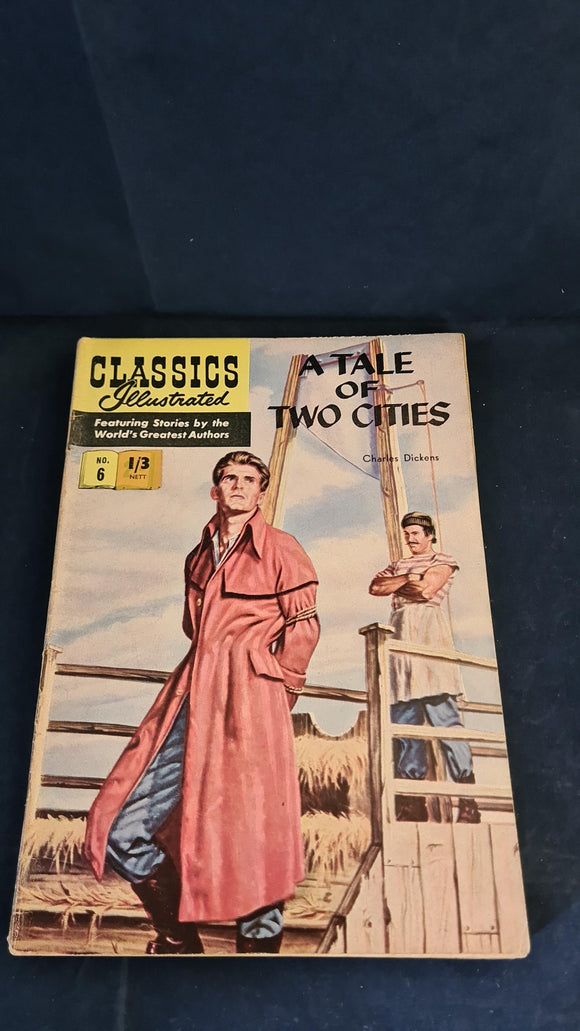 CLASSICS
Illustrated
Featuring Stories by the
World's Greatest Authors
NO.
6
1/3
NETT
A TALE
OF
TWO CITIES
Charles Dickens